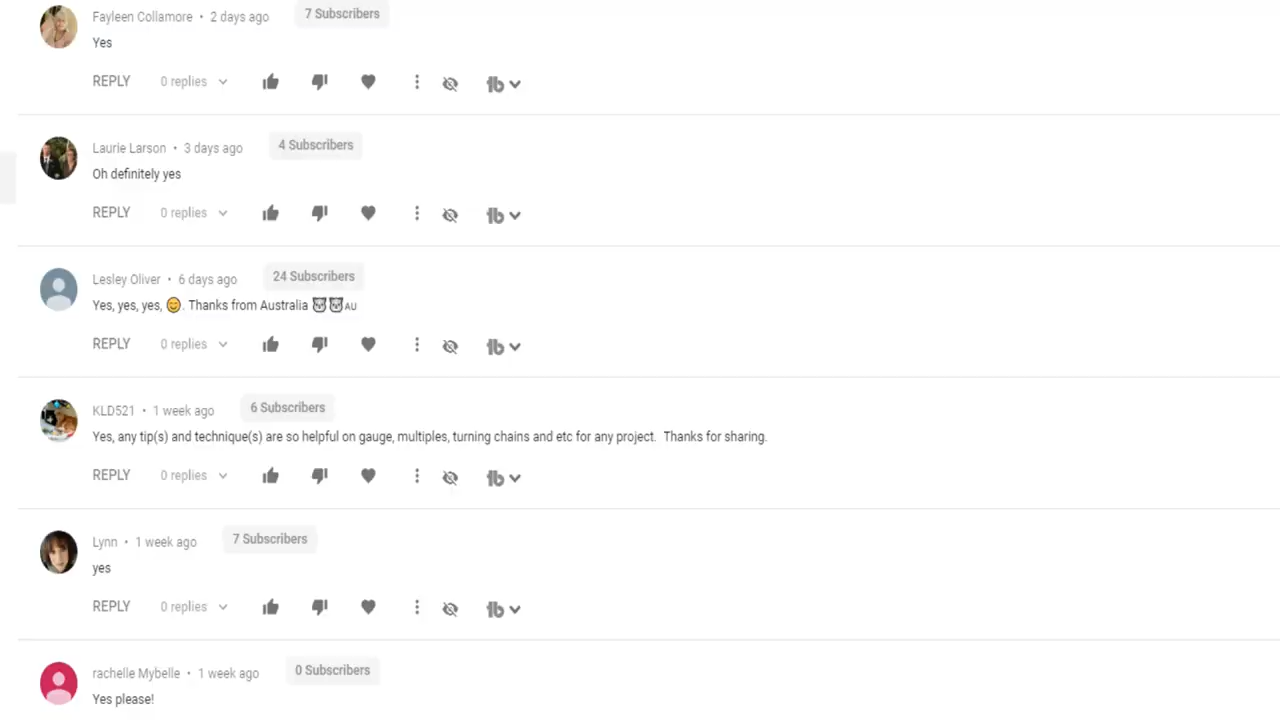 Fayleen Collamore • 2 days ago 7 Subscribers
Yes
REPLY 0 replies
Laurie Larson • 3 days ago 4 Subscribers
Oh definitely yes
REPLY 0 replies
Lesley Oliver • 6 days ago 24 Subscribers
Yes, yes, yes, 😊. Thanks from Australia 🐨🐨AU
REPLY 0 replies
KLD521 • 1 week ago 6 Subscribers
Yes, any tip(s) and technique(s) are so helpful on gauge, multiples, turning chains and etc for any project.  Thanks for sharing.
REPLY 0 replies
Lynn • 1 week ago 7 Subscribers
yes
REPLY 0 replies
rachelle Mybelle • 1 week ago 0 Subscribers
Yes please!